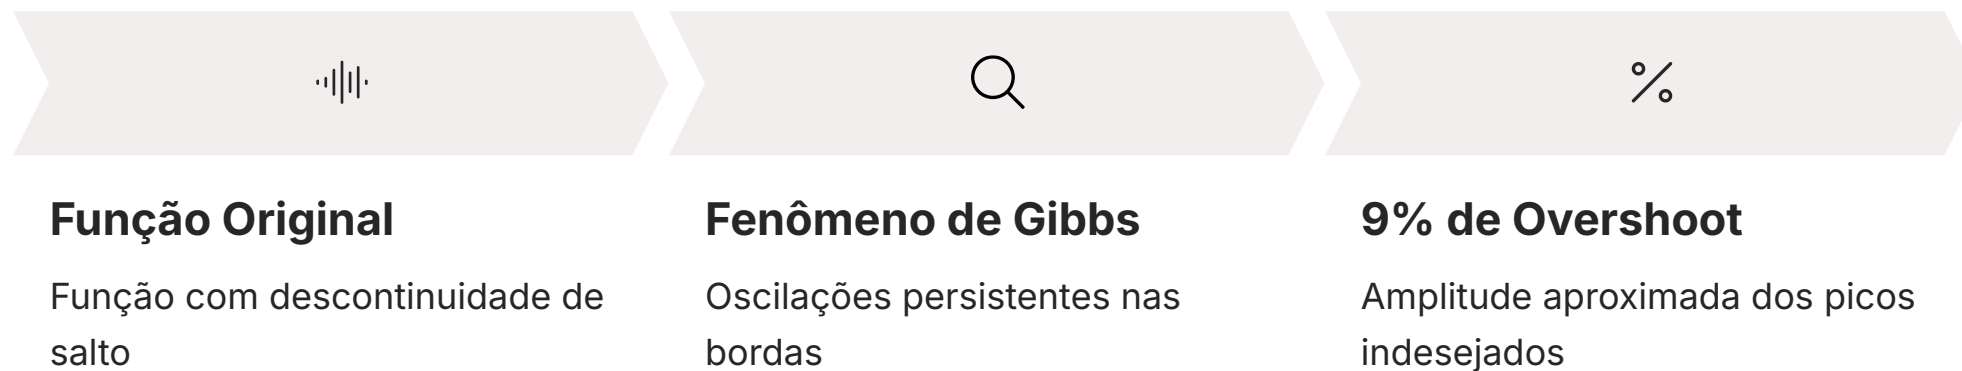 Função Original
Função com descontinuidade de
salto
Fenômeno de Gibbs
Oscilações persistentes nas
bordas
9% de Overshoot
Amplitude aproximada dos picos
indesejados